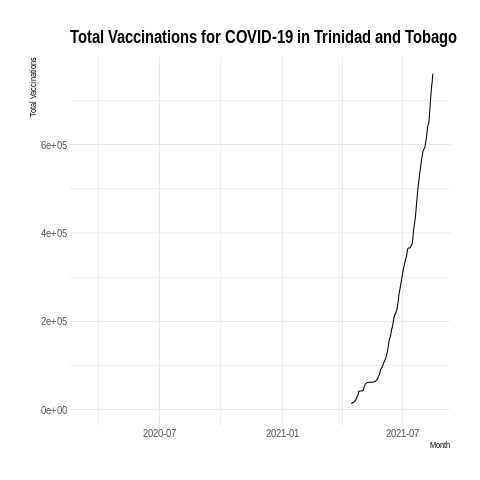 Total Vaccinations for COVID-19 in Trinidad and Tobago
Total Vaccinations
6e+05
4e+05
2e+05
0e+00
2020-07 2021-01 2021-07
Month